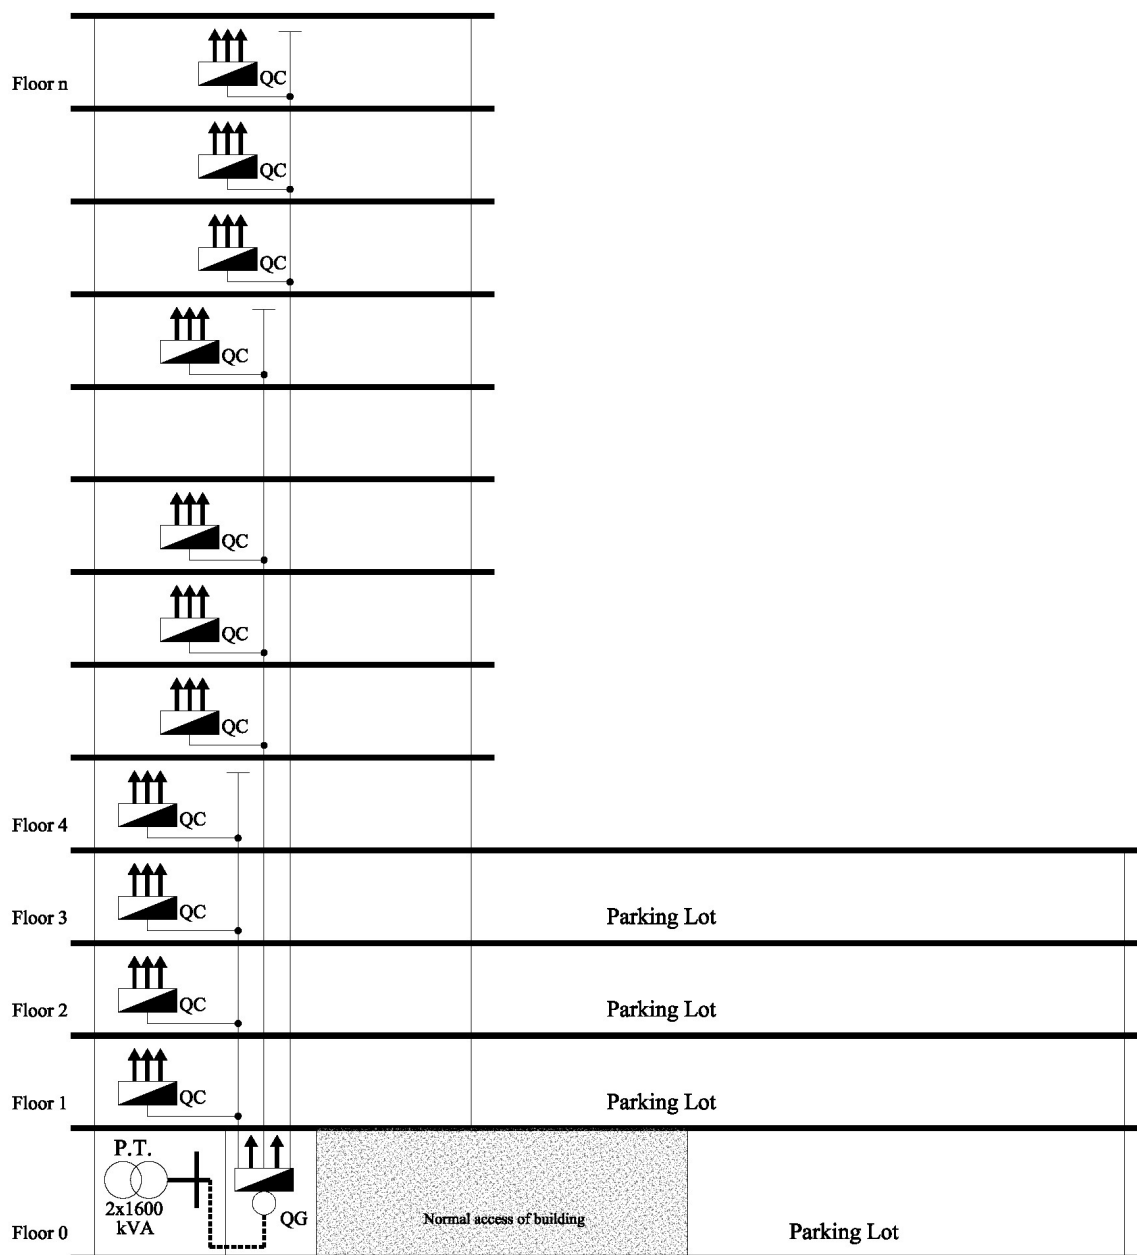 QC
Floor n
QC
QC
QC
QC
QC
QC
QC
Floor 4
QC
Floor 3
Parking Lot
QC
Floor 2
Parking Lot
QC
Floor 1
Parking Lot
P.T.
2x1600
kVA
QG
Normal access of building
Floor 0
Parking Lot